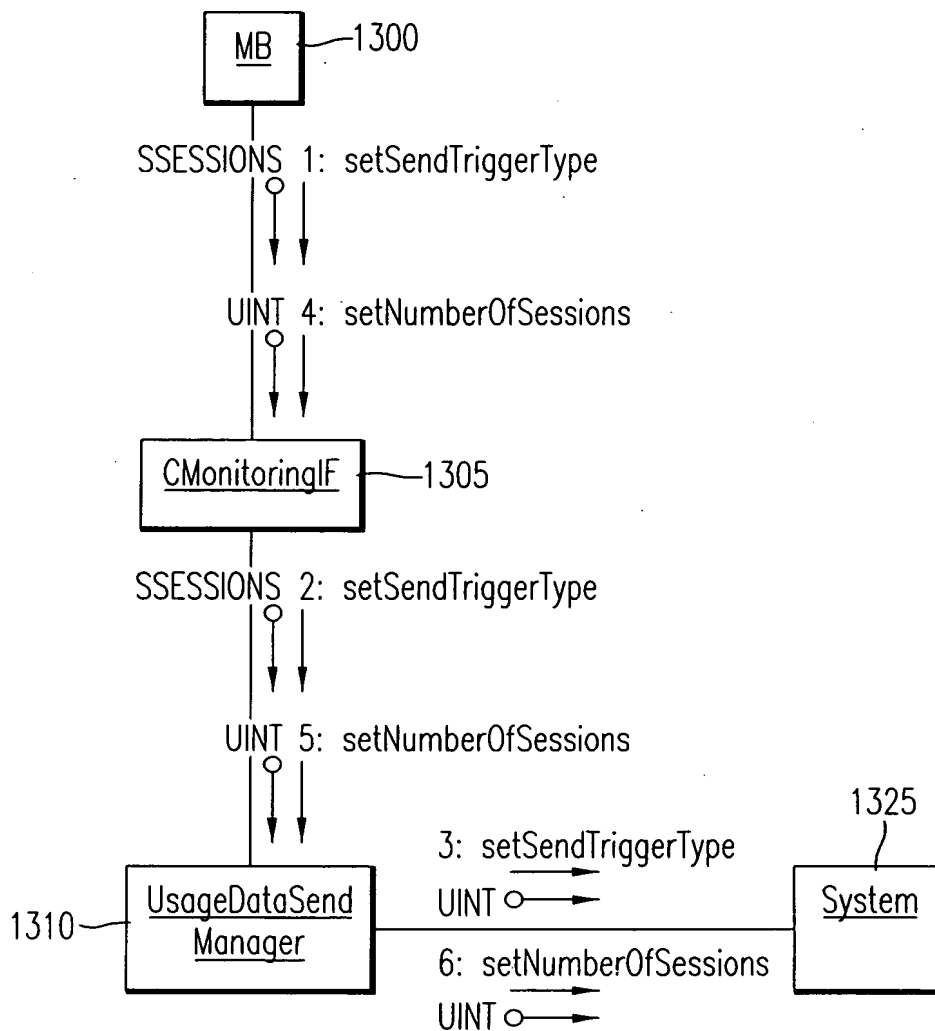 MB
1300
SSESSIONS 1: setSendTriggerType
UINT 4: setNumberOfSessions
CMonitoringIF
1305
SSESSIONS 2: setSendTriggerType
UINT 5: setNumberOfSessions
1310
UsageDataSend
Manager
3: setSendTriggerType
UINT
6: setNumberOfSessions
UINT
1325
System